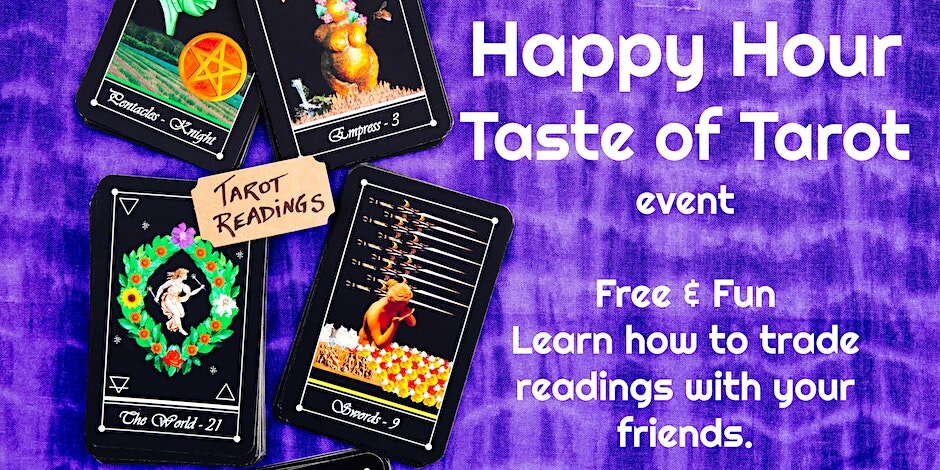 Happy Hour
Taste of Tarot
event
Free & Fun
Learn how to trade
readings with your
friends.
Pentacles - Knight
Empress - 3
TAROT
READINGS
The World - 21
Swords - 9